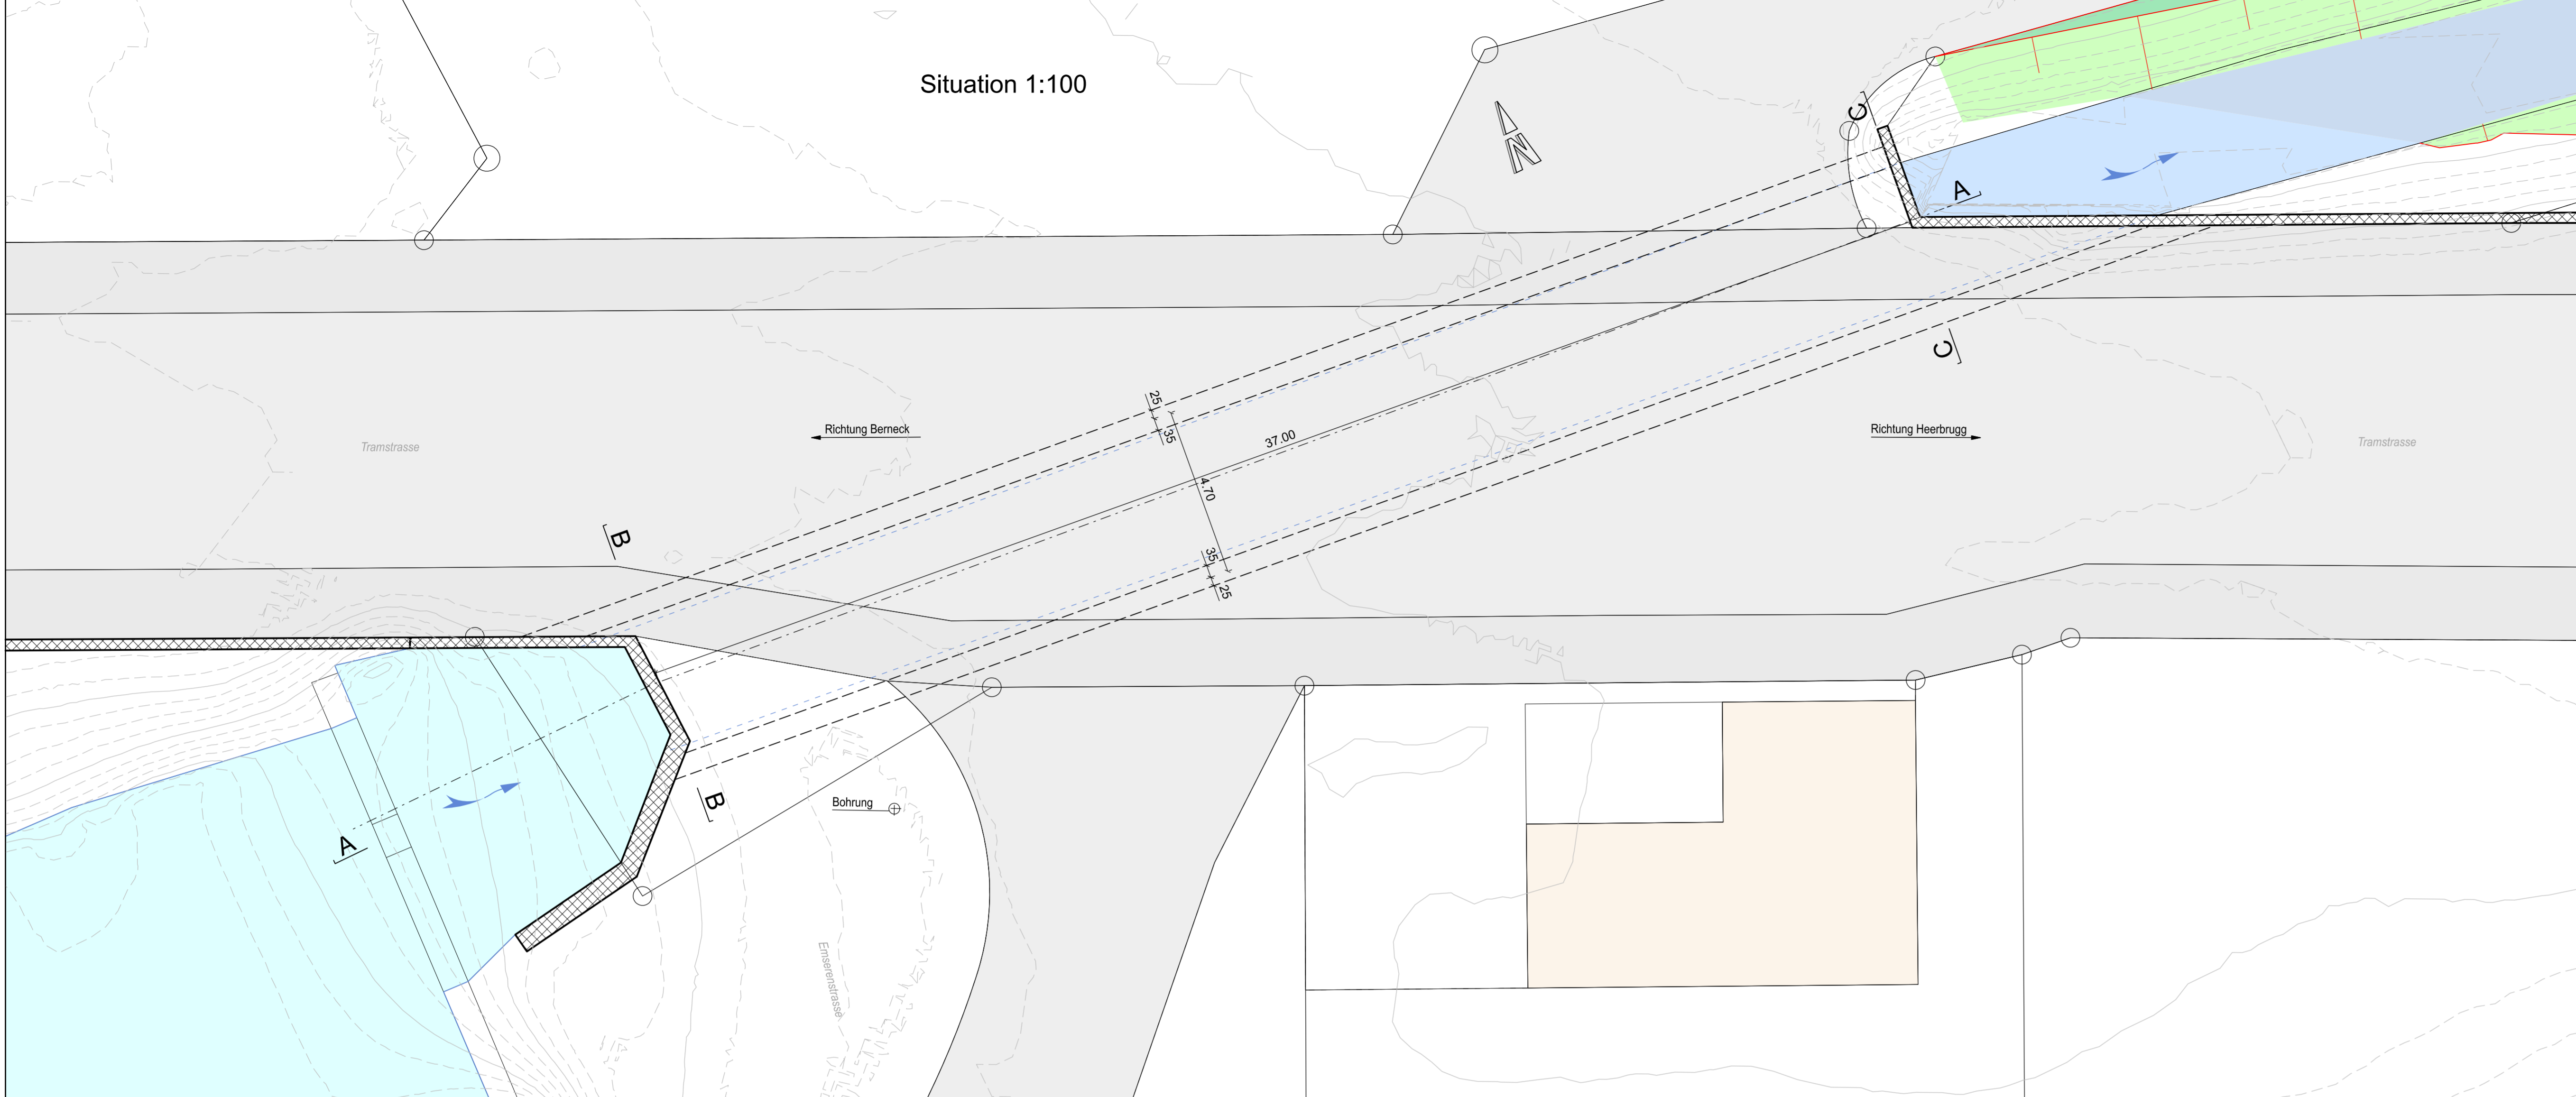 Situation 1:100
N
C
A
25
35
Richtung Berneck
37.00
Richtung Heerbrugg
Tramstrasse
Tramstrasse
4.70
C
B
35
25
B
Bohrung
A
Emserenstrasse